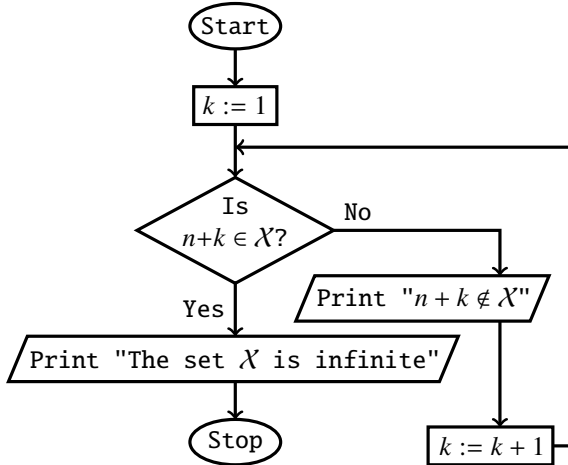 Start
k := 1
Is
n+k ∈ 𝒳?
No
Print "n + k ∉ 𝒳"
Yes
Print "The set 𝒳 is infinite"
Stop
k := k + 1